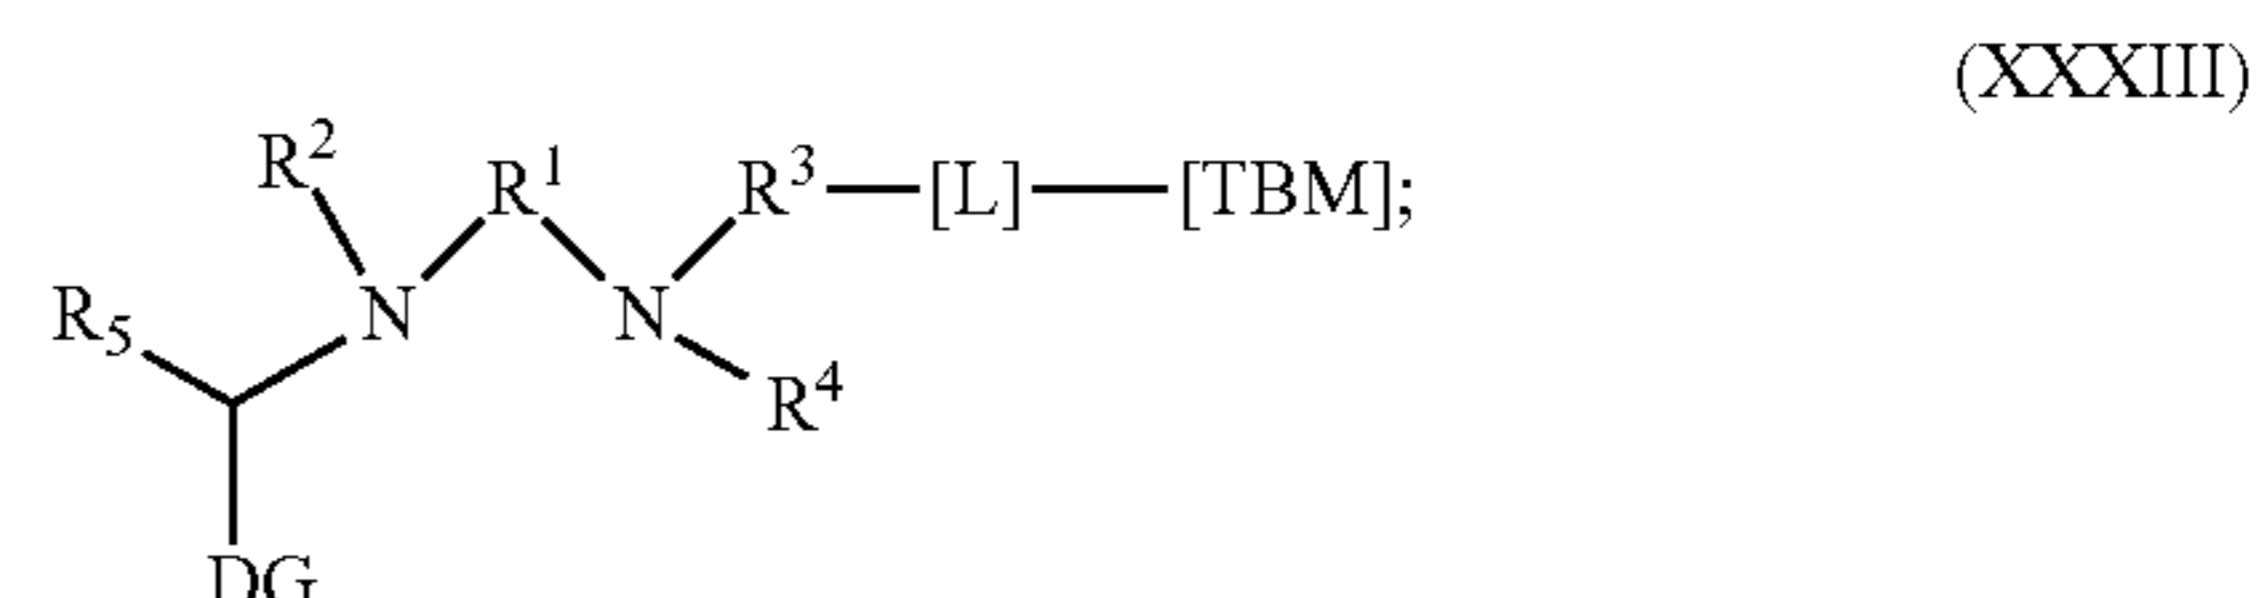 (XXXIII)
R² R¹ R³—[L]—[TBM];
R₅ N N
R⁴
DG